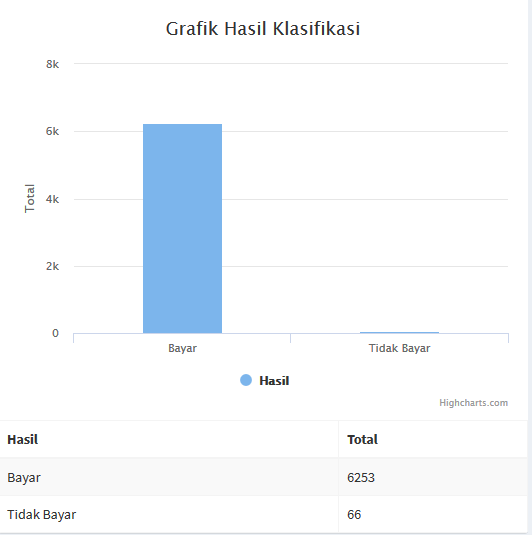 Grafik Hasil Klasifikasi
8k
6k
4k
2k
0
Total
Bayar Tidak Bayar
Hasil
Highcharts.com
Hasil Total
Bayar 6253
Tidak Bayar 66